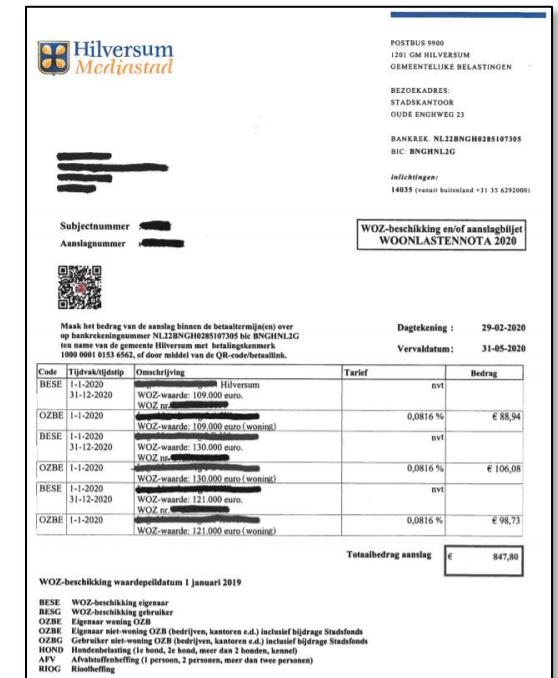 Hilversum
Mediastad
POSTBUS 9900
1201 GM HILVERSUM
GEMEENTELIJKE BELASTINGEN
BEZOEKADRES:
STADSKANTOOR
OUDE ENGHWEG 23
BANKREK. NL22BNGH0285107305
BIC: BNGHNL2G
inlichtingen:
14035 (vanuit buitenland +31 35 6292000)
Subjectnummer :
Aanslagnummer :
WOZ-beschikking en/of aanslagbiljet
WOONLASTENNOTA 2020
Maak het bedrag van de aanslag binnen de betaaltermijn(en) over
op bankrekeningnummer NL22BNGH0285107305 bic BNGHNL2G
ten name van de gemeente Hilversum met betalingskenmerk
1000 0001 0153 6562, of door middel van de QR-code/betaallink.
Dagtekening : 29-02-2020
Vervaldatum: 31-05-2020
Code Tijdvak/tijdstip Omschrijving Tarief Bedrag
BESE 1-1-2020 Hilversum nvt
31-12-2020 WOZ-waarde: 109.000 euro.
WOZ nr.
OZBE 1-1-2020 0,0816 % € 88,94
WOZ-waarde: 109.000 euro (woning)
BESE 1-1-2020 nvt
31-12-2020 WOZ-waarde: 130.000 euro.
WOZ nr.
OZBE 1-1-2020 0,0816 % € 106,08
WOZ-waarde: 130.000 euro (woning)
BESE 1-1-2020 nvt
31-12-2020 WOZ-waarde: 121.000 euro.
WOZ nr.
OZBE 1-1-2020 0,0816 % € 98,73
WOZ-waarde: 121.000 euro (woning)
Totaalbedrag aanslag € 847,80
WOZ-beschikking waardepeildatum 1 januari 2019
BESE WOZ-beschikking eigenaar
BESG WOZ-beschikking gebruiker
OZBE Eigenaar woning OZB
OZBE Eigenaar niet-woning OZB (bedrijven, kantoren e.d.) inclusief bijdrage Stadsfonds
OZBG Gebruiker niet-woning OZB (bedrijven, kantoren e.d.) inclusief bijdrage Stadsfonds
HOND Hondenbelasting (1e hond, 2e hond, meer dan 2 honden, kennel)
AFV Afvalstoffenheffing (1 persoon, 2 personen, meer dan twee personen)
RIOG Rioolheffing